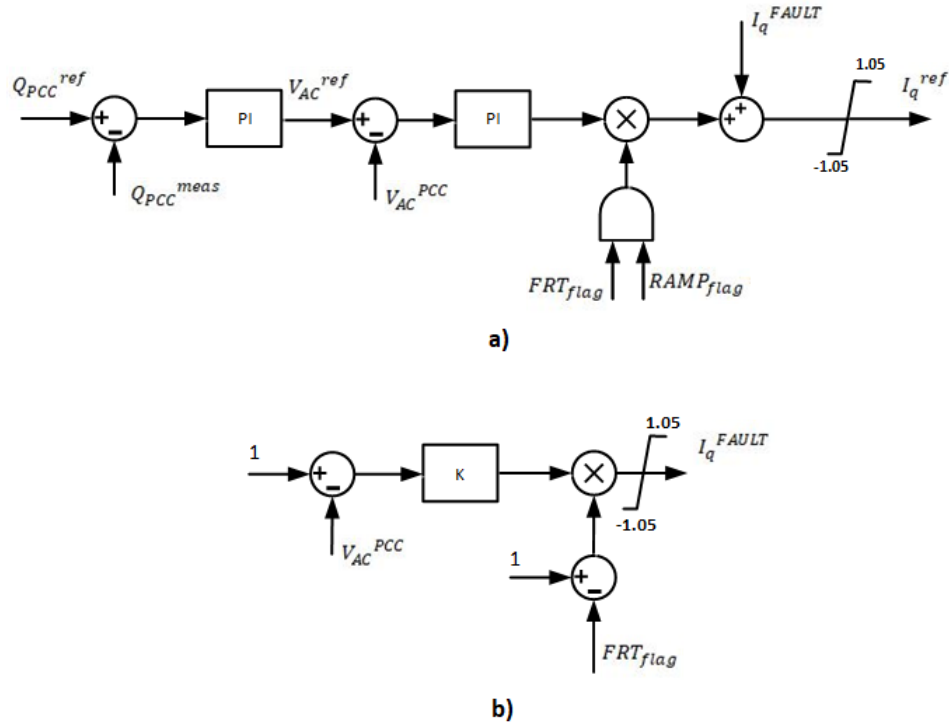 I_q^FAULT
1.05
Q_PCC^ref
V_AC^ref
I_q^ref
+
−
PI
+
−
PI
×
+
+
-1.05
Q_PCC^meas
V_AC^PCC
FRT_flag
RAMP_flag
a)
1.05
I_q^FAULT
1
+
−
K
×
-1.05
V_AC^PCC
1
+
−
FRT_flag
b)